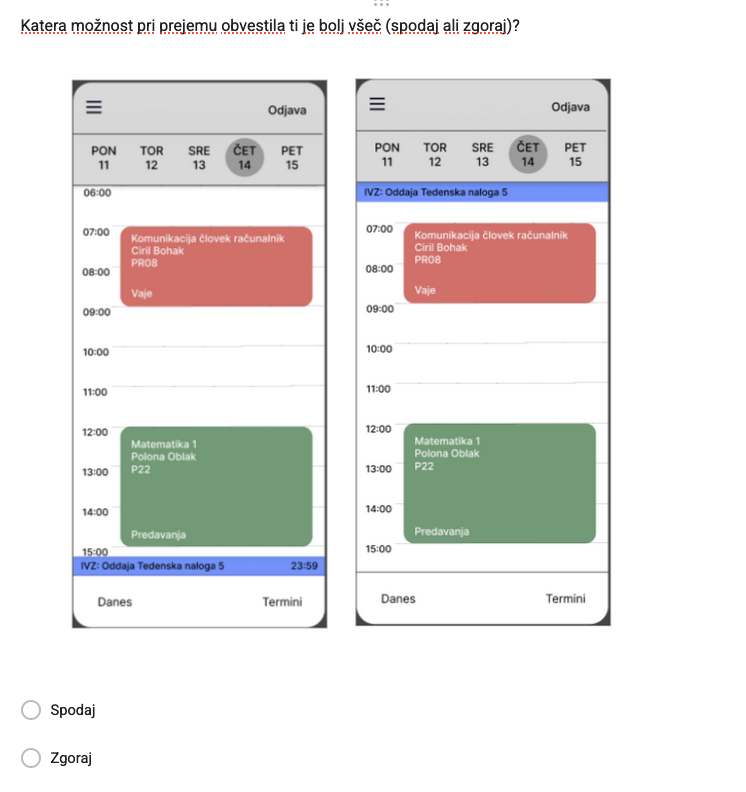 Katera možnost pri prejemu obvestila ti je bolj všeč (spodaj ali zgoraj)?
Odjava
PON TOR SRE ČET PET
11 12 13 14 15
06:00
07:00
Komunikacija človek računalnik
Ciril Bohak
PR08
08:00
Vaje
09:00
10:00
11:00
12:00
Matematika 1
Polona Oblak
P22
13:00
14:00
Predavanja
15:00
IVZ: Oddaja Tedenska naloga 5 23:59
Danes Termini
Odjava
PON TOR SRE ČET PET
11 12 13 14 15
IVZ: Oddaja Tedenska naloga 5
07:00
Komunikacija človek računalnik
Ciril Bohak
PR08
08:00
Vaje
09:00
10:00
11:00
12:00
Matematika 1
Polona Oblak
P22
13:00
14:00
Predavanja
15:00
Danes Termini
Spodaj
Zgoraj